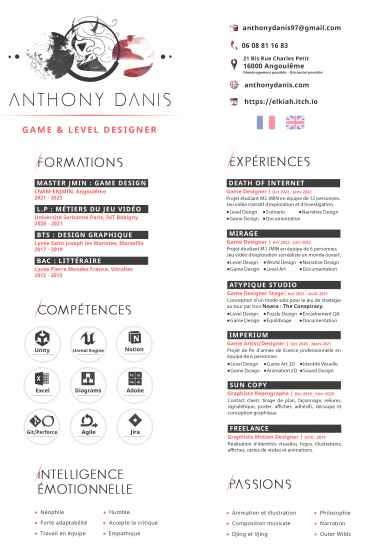 ANTHONY DANIS
GAME & LEVEL DESIGNER
anthonydanis97@gmail.com
06 08 81 16 83
21 Bis Rue Charles Petit
16000 Angoulême
Déménagement possible - Distanciel possible
anthonydanis.com
https://elkiah.itch.io
FORMATIONS
MASTER JMIN : GAME DESIGN
CNAM-ENJMIN, Angoulême
2021 - 2023
L.P : MÉTIERS DU JEU VIDÉO
Université Sorbonne Paris, IUT Bobigny
2020 - 2021
BTS : DESIGN GRAPHIQUE
Lycée Saint Joseph les Maristes, Marseille
2017 - 2019
BAC : LITTÉRAIRE
Lycée Pierre Mendes France, Vitrolles
2012 - 2015
COMPÉTENCES
Unity
Unreal Engine
Notion
Excel
Diagrams
Adobe
Git/Perforce
Agile
Jira
INTELLIGENCE
ÉMOTIONNELLE
Néophile
Humble
Forte adaptabilité
Accepte la critique
Travail en équipe
Empathique
EXPÉRIENCES
DEATH OF INTERNET
Game Designer | Oct 2022 - Janv 2023
Projet étudiant M2 JMIN en équipe de 12 personnes.
Jeu vidéo narratif d'exploration et d'investigation.
●Level Design ●Scénario ●Narrative Design
●Game Design ●Documentation
MIRAGE
Game Designer | Avr 2022 - Juin 2022
Projet étudiant M1 JMIN en équipe de 6 personnes.
Jeu vidéo d'exploration surréaliste en monde ouvert.
●Level Design ●World Design ●Narrative Design
●Game Design ●Level Art ●Documentation
ATYPIQUE STUDIO
Game Designer Stage | Avr 2021 - Août 2021
Conception d'un mode solo pour le jeu de stratégie
au tour par tour Noara : The Conspiracy.
●Level Design ●Puzzle Design ●Encadrement QA
●Game Design ●Equilibrage ●Documentation
IMPERIUM
Game Artist/Designer | Déc 2020 - Mars 2021
Projet de fin d'année de licence professionnelle en
équipe de 6 personnes.
●Level Design ●Game Art 2D ●Identité Visuelle
●Game Design ●Animation 2D ●Sound Design
SUN COPY
Graphiste Reprographe | Déc 2019 - Févr 2020
Contact client, tirage de plan, façonnage, reliures,
signalétique, poster, affiches, adhésifs, découpe et
conception graphique.
FREELANCE
Graphiste Motion Designer | 2018 - 2019
Réalisation d'identités visuelles, logos, illustrations,
affiches, cartes de visites et animations.
PASSIONS
Animation et illustration
Philosophie
Composition musicale
Narration
DJing et VJing
Outer Wilds